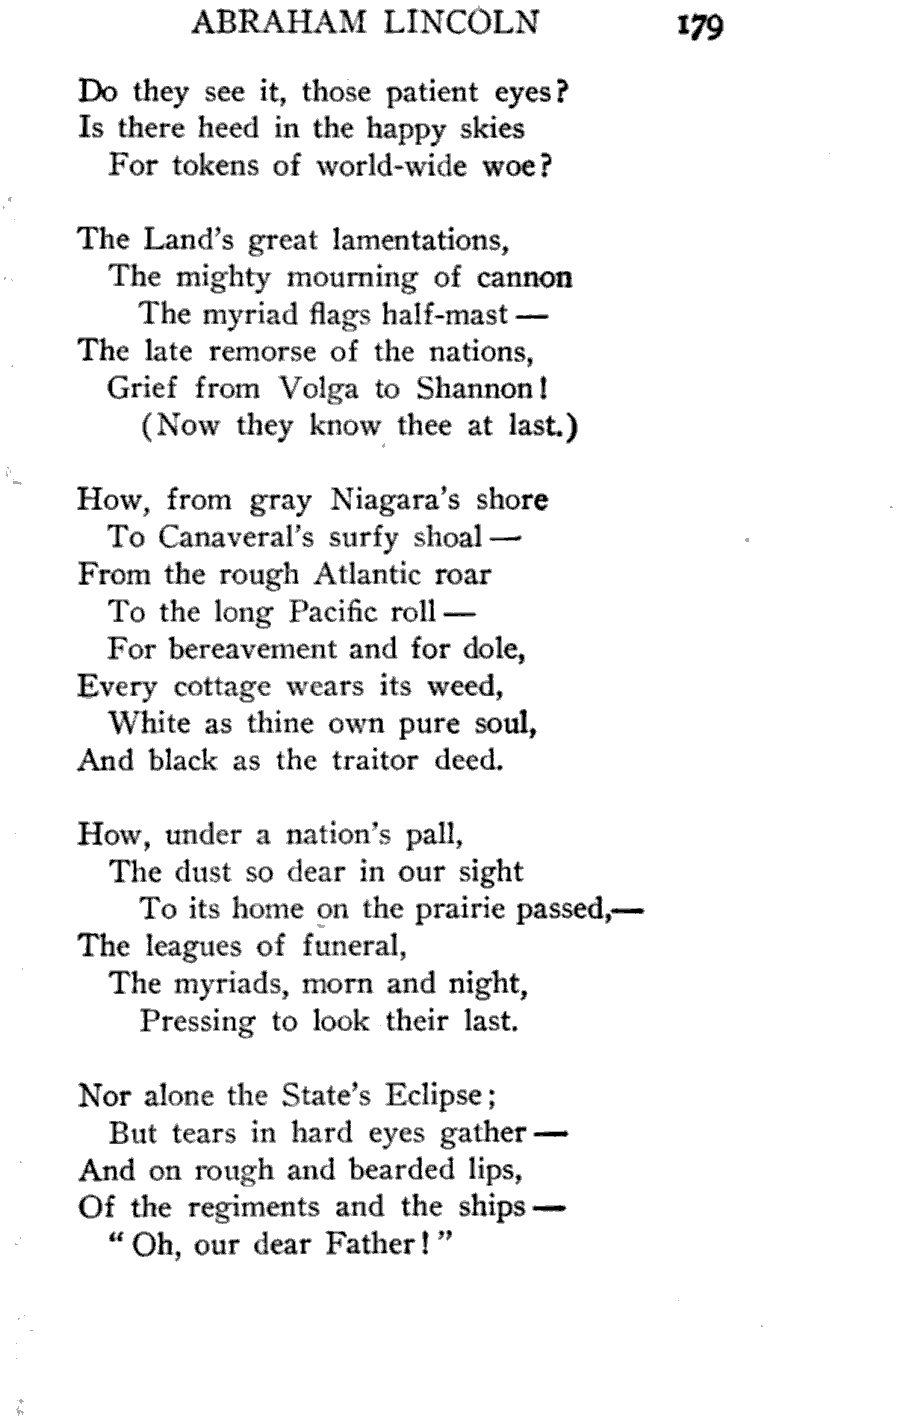 ABRAHAM LINCOLN 179
Do they see it, those patient eyes?
Is there heed in the happy skies
For tokens of world-wide woe?
The Land's great lamentations,
The mighty mourning of cannon
The myriad flags half-mast —
The late remorse of the nations,
Grief from Volga to Shannon!
(Now they know thee at last.)
How, from gray Niagara's shore
To Canaveral's surfy shoal —
From the rough Atlantic roar
To the long Pacific roll —
For bereavement and for dole,
Every cottage wears its weed,
White as thine own pure soul,
And black as the traitor deed.
How, under a nation's pall,
The dust so dear in our sight
To its home on the prairie passed,—
The leagues of funeral,
The myriads, morn and night,
Pressing to look their last.
Nor alone the State's Eclipse;
But tears in hard eyes gather —
And on rough and bearded lips,
Of the regiments and the ships —
"Oh, our dear Father!"